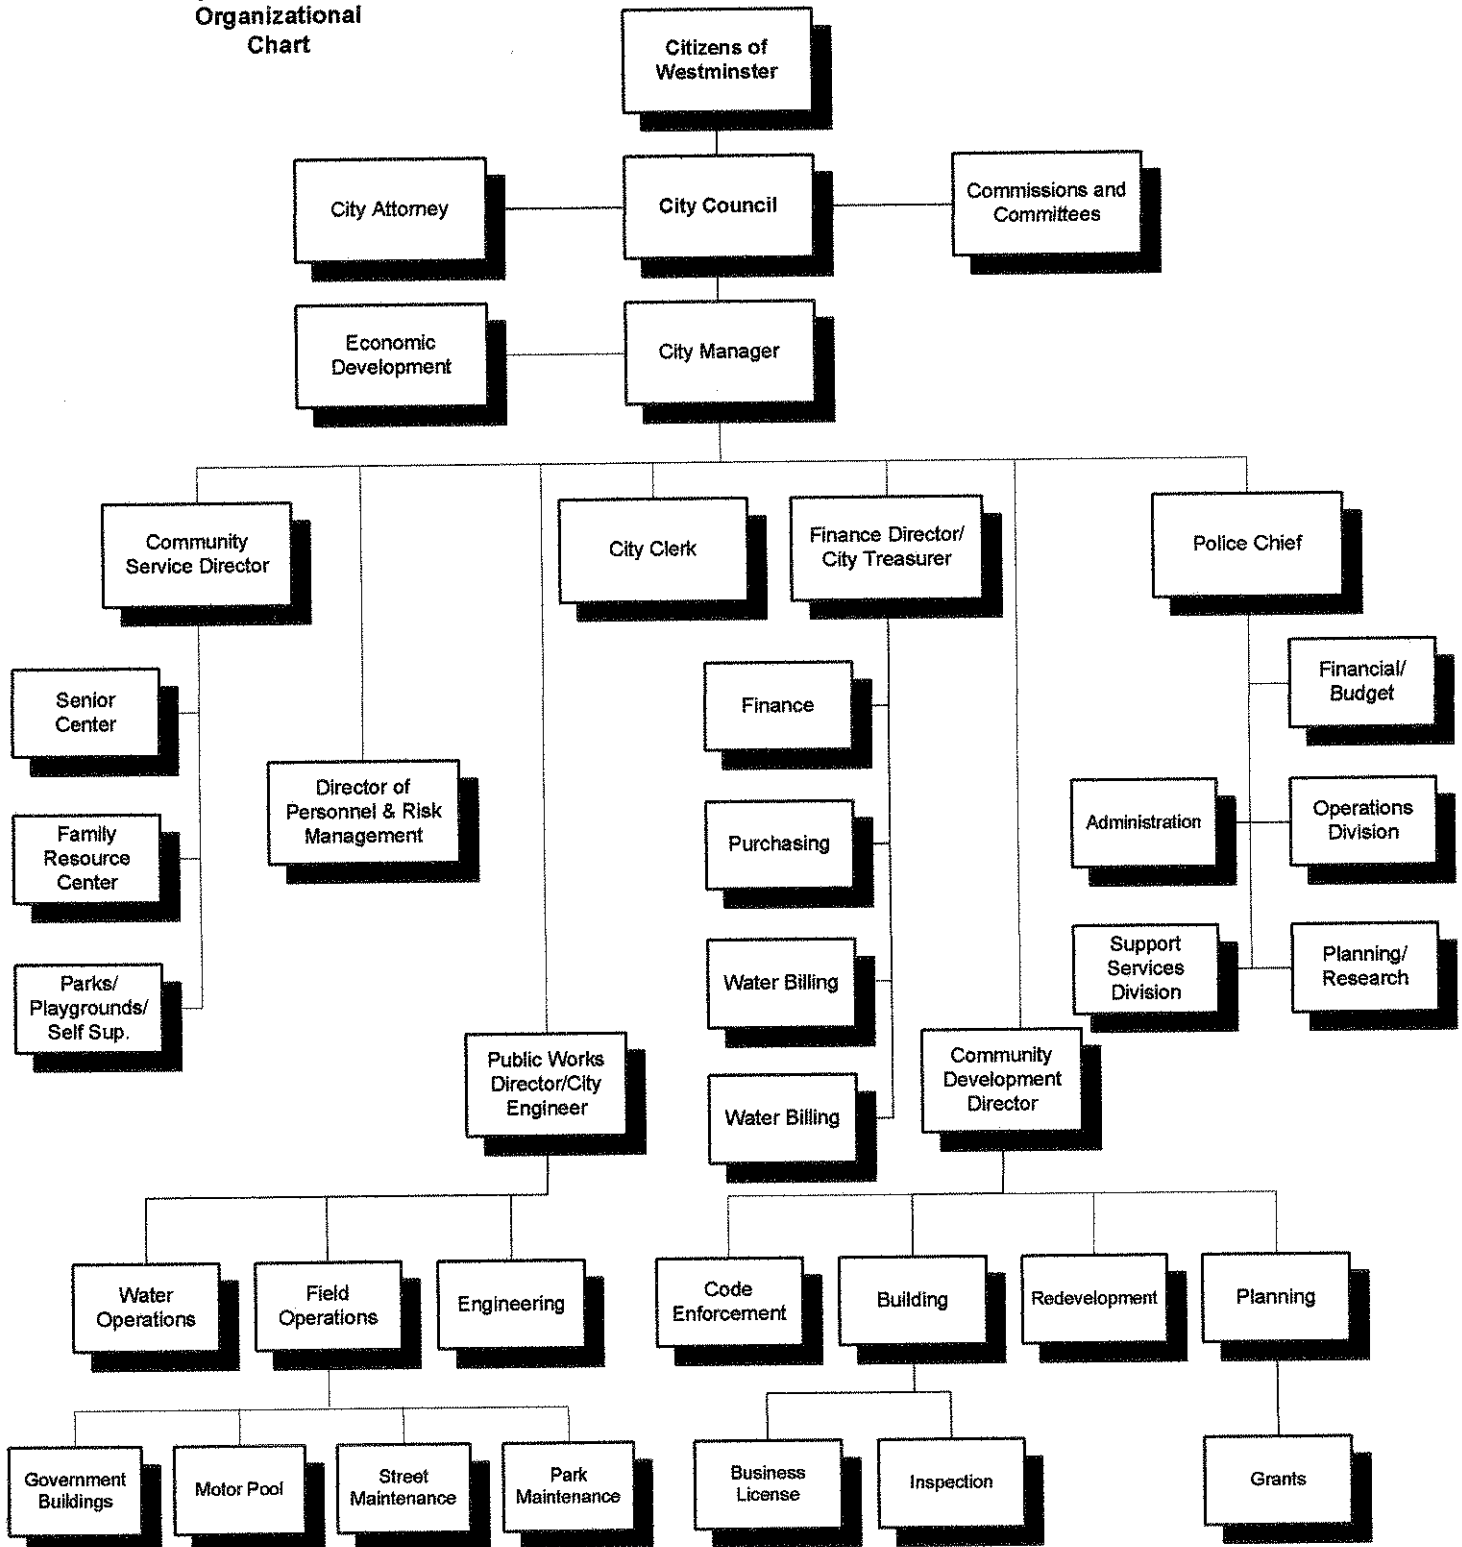 Organizational
Chart
Citizens of
Westminster
City Attorney
City Council
Commissions and
Committees
Economic
Development
City Manager
Community
Service Director
City Clerk
Finance Director/
City Treasurer
Police Chief
Senior
Center
Family
Resource
Center
Parks/
Playgrounds/
Self Sup.
Director of
Personnel & Risk
Management
Finance
Purchasing
Water Billing
Water Billing
Financial/
Budget
Administration
Operations
Division
Support
Services
Division
Planning/
Research
Public Works
Director/City
Engineer
Community
Development
Director
Water
Operations
Field
Operations
Engineering
Code
Enforcement
Building
Redevelopment
Planning
Government
Buildings
Motor Pool
Street
Maintenance
Park
Maintenance
Business
License
Inspection
Grants